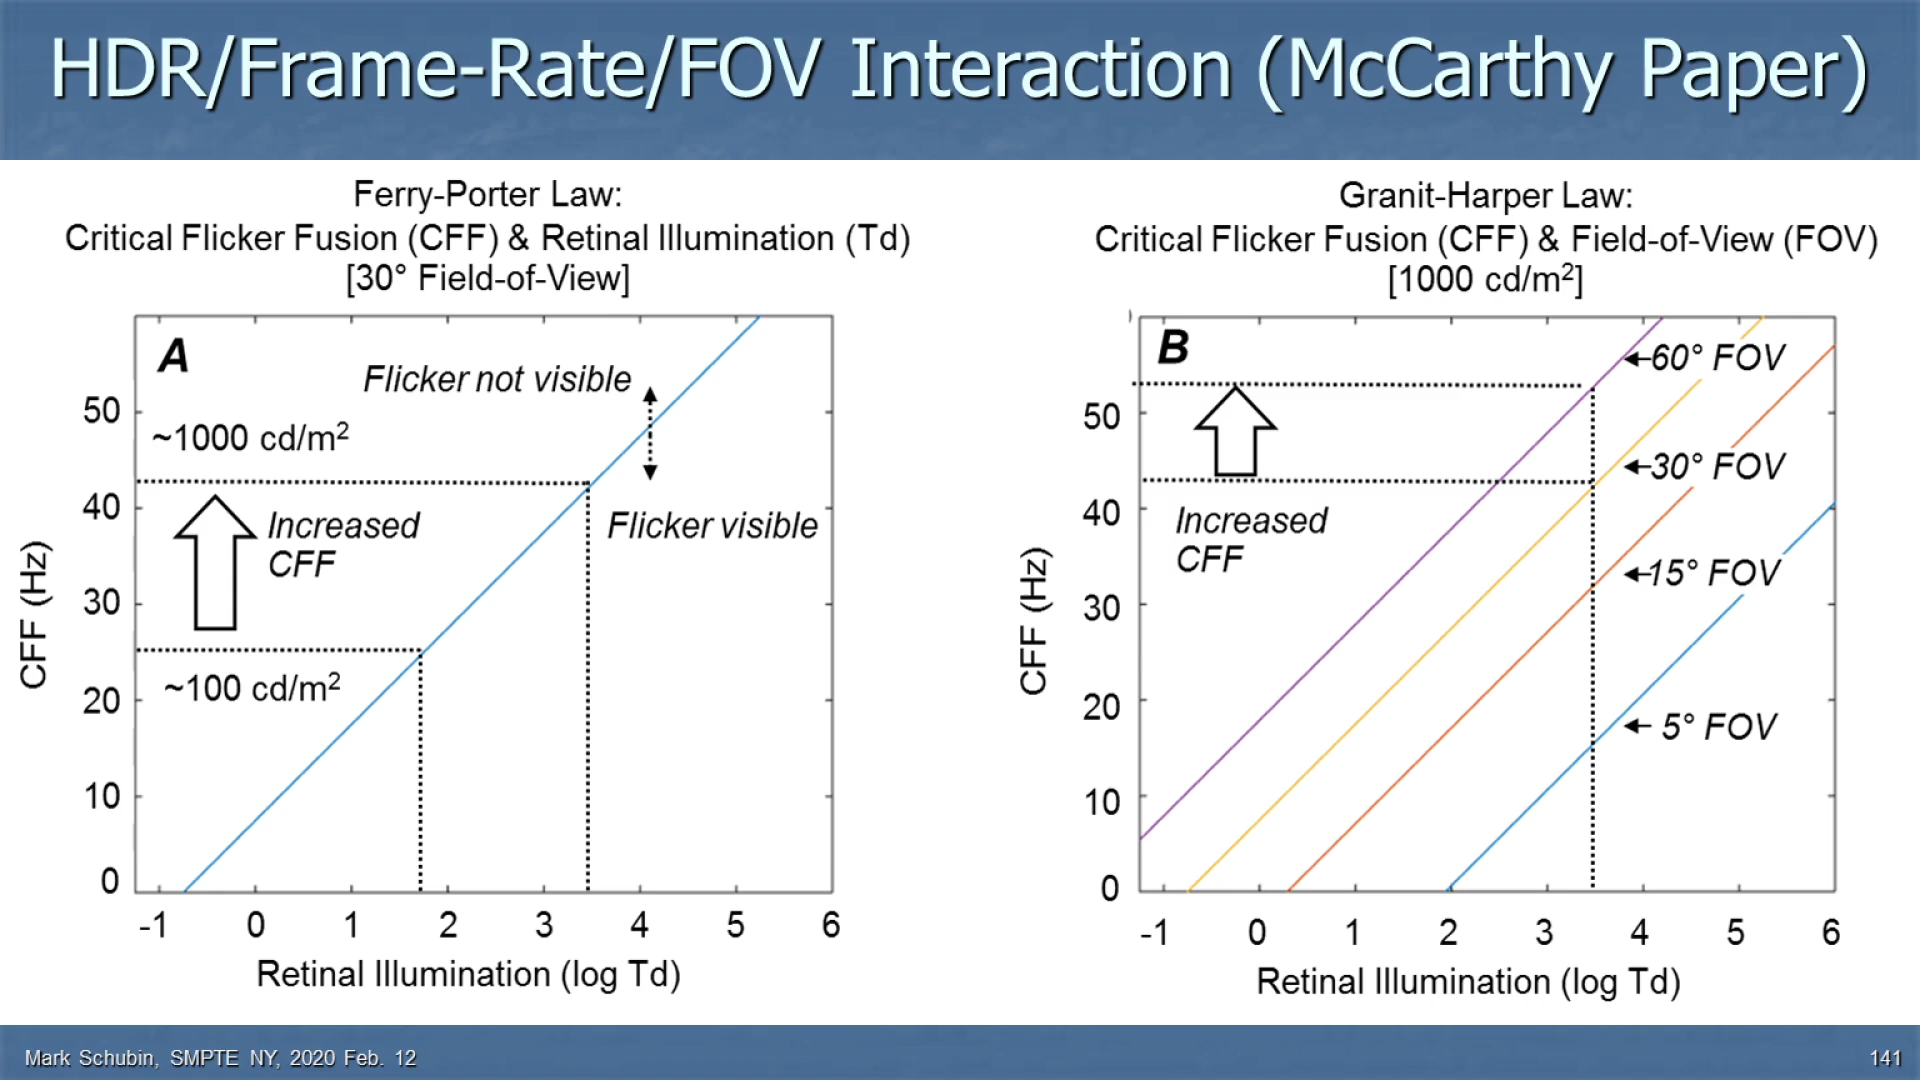 HDR/Frame-Rate/FOV Interaction (McCarthy Paper)
Ferry-Porter Law:
Critical Flicker Fusion (CFF) & Retinal Illumination (Td)
[30° Field-of-View]
A
Flicker not visible
~1000 cd/m²
Increased
CFF
Flicker visible
~100 cd/m²
CFF (Hz)
50
40
30
20
10
0
-1 0 1 2 3 4 5 6
Retinal Illumination (log Td)
Granit-Harper Law:
Critical Flicker Fusion (CFF) & Field-of-View (FOV)
[1000 cd/m²]
B
60° FOV
30° FOV
Increased
CFF
15° FOV
5° FOV
CFF (Hz)
50
40
30
20
10
0
-1 0 1 2 3 4 5 6
Retinal Illumination (log Td)
Mark Schubin, SMPTE NY, 2020 Feb. 12
141